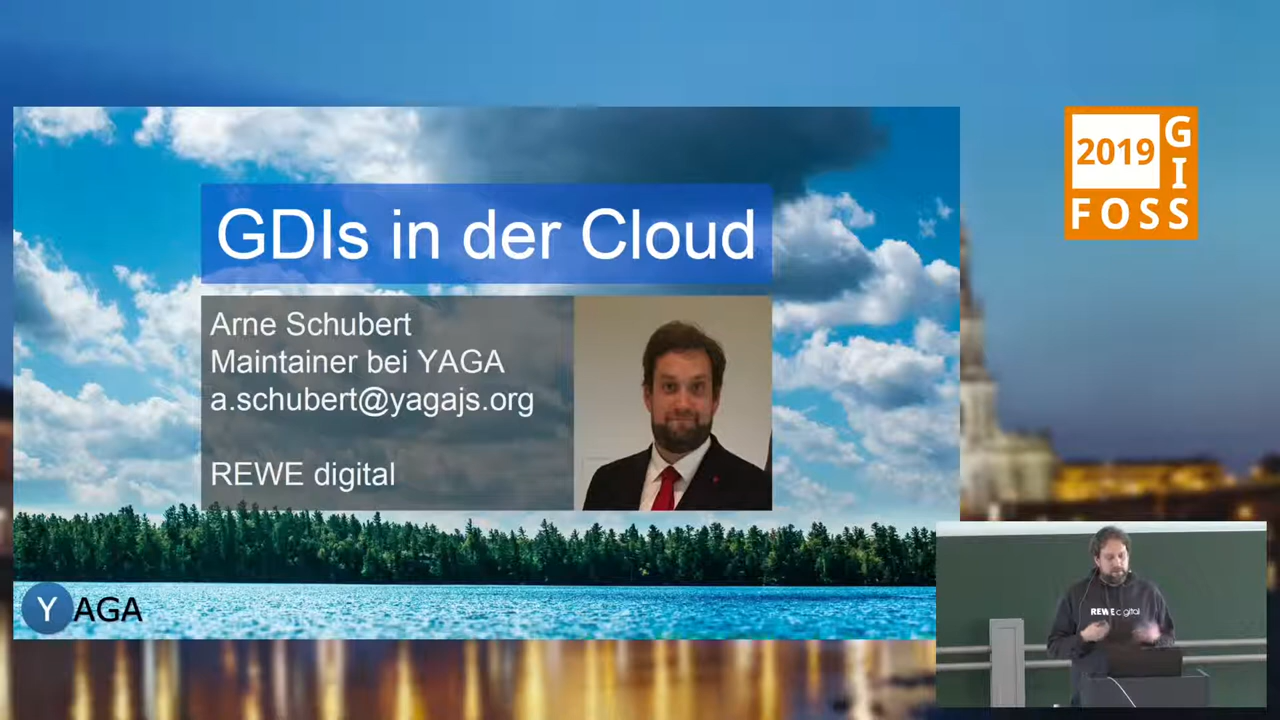 GDIs in der Cloud
Arne Schubert
Maintainer bei YAGA
a.schubert@yagajs.org
REWE digital
YAGA
2019
GIS
FOSS
REWE digital